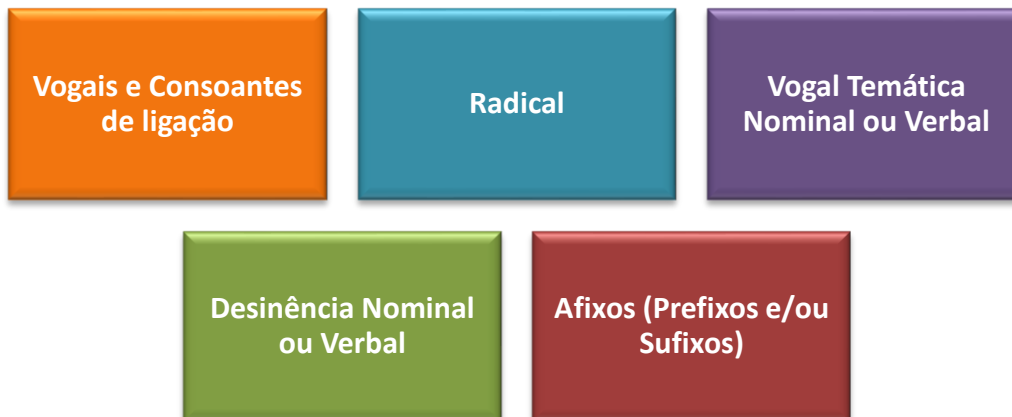 Vogais e Consoantes
de ligação
Radical
Vogal Temática
Nominal ou Verbal
Desinência Nominal
ou Verbal
Afixos (Prefixos e/ou
Sufixos)